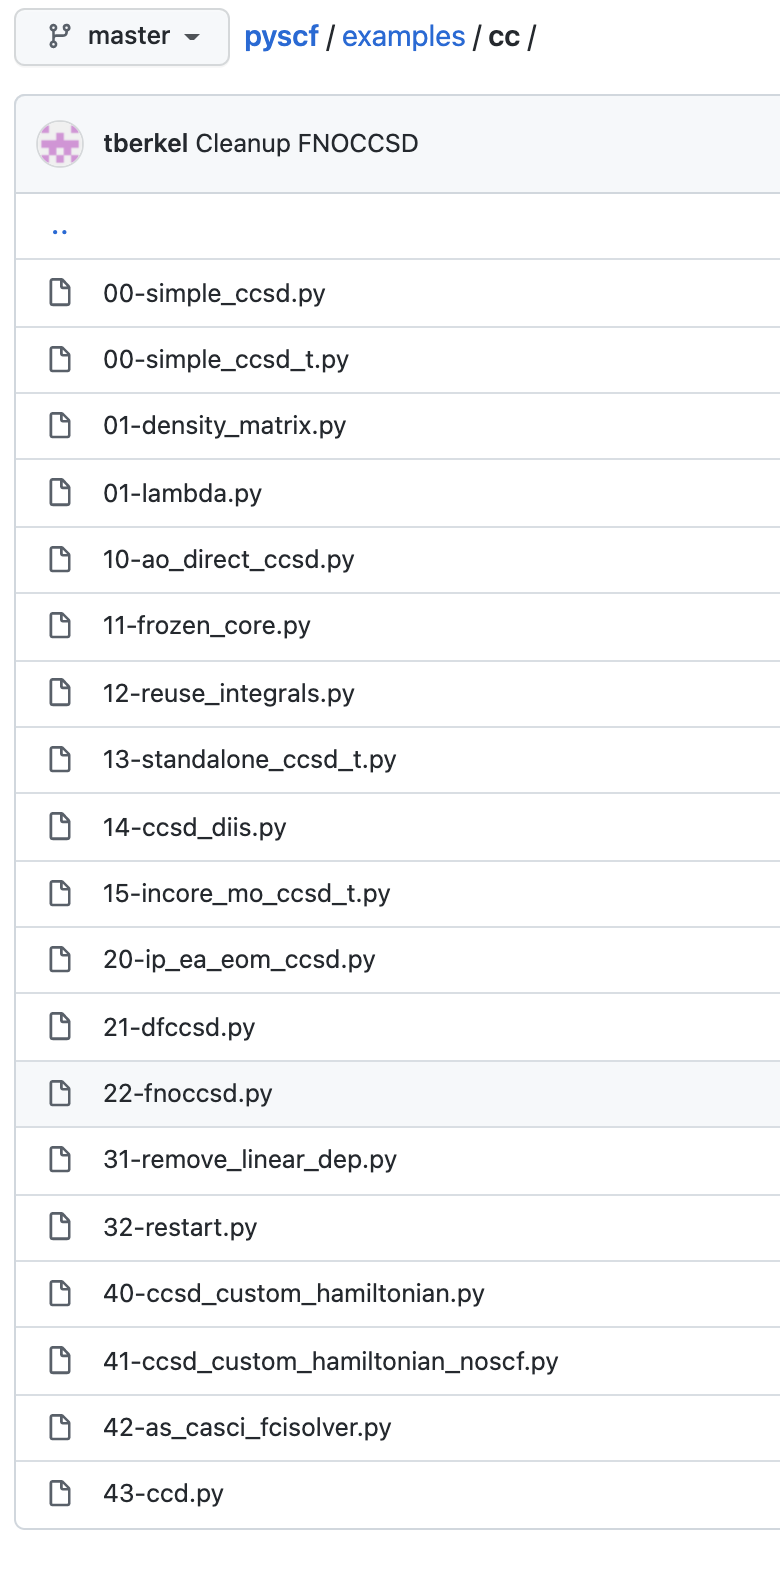 master pyscf / examples / cc /
tberkel Cleanup FNOCCSD
..
00-simple_ccsd.py
00-simple_ccsd_t.py
01-density_matrix.py
01-lambda.py
10-ao_direct_ccsd.py
11-frozen_core.py
12-reuse_integrals.py
13-standalone_ccsd_t.py
14-ccsd_diis.py
15-incore_mo_ccsd_t.py
20-ip_ea_eom_ccsd.py
21-dfccsd.py
22-fnoccsd.py
31-remove_linear_dep.py
32-restart.py
40-ccsd_custom_hamiltonian.py
41-ccsd_custom_hamiltonian_noscf.py
42-as_casci_fcisolver.py
43-ccd.py